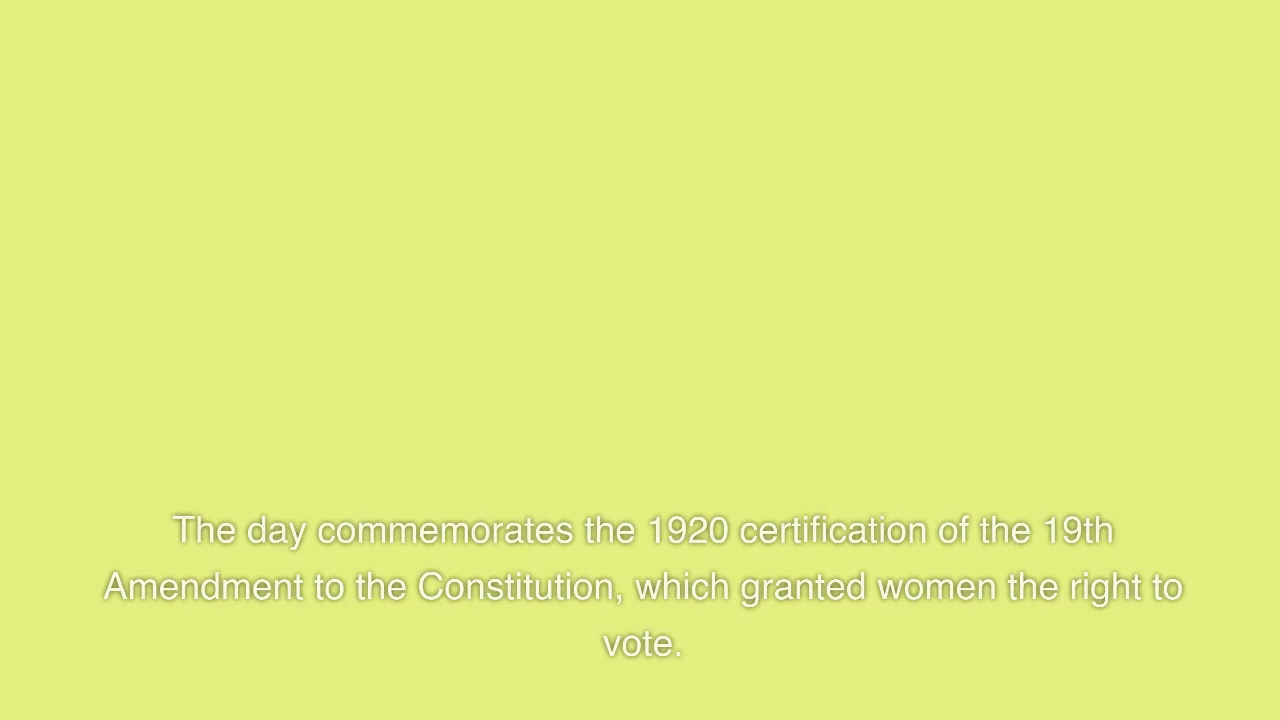 The day commemorates the 1920 certification of the 19th
Amendment to the Constitution, which granted women the right to
vote.